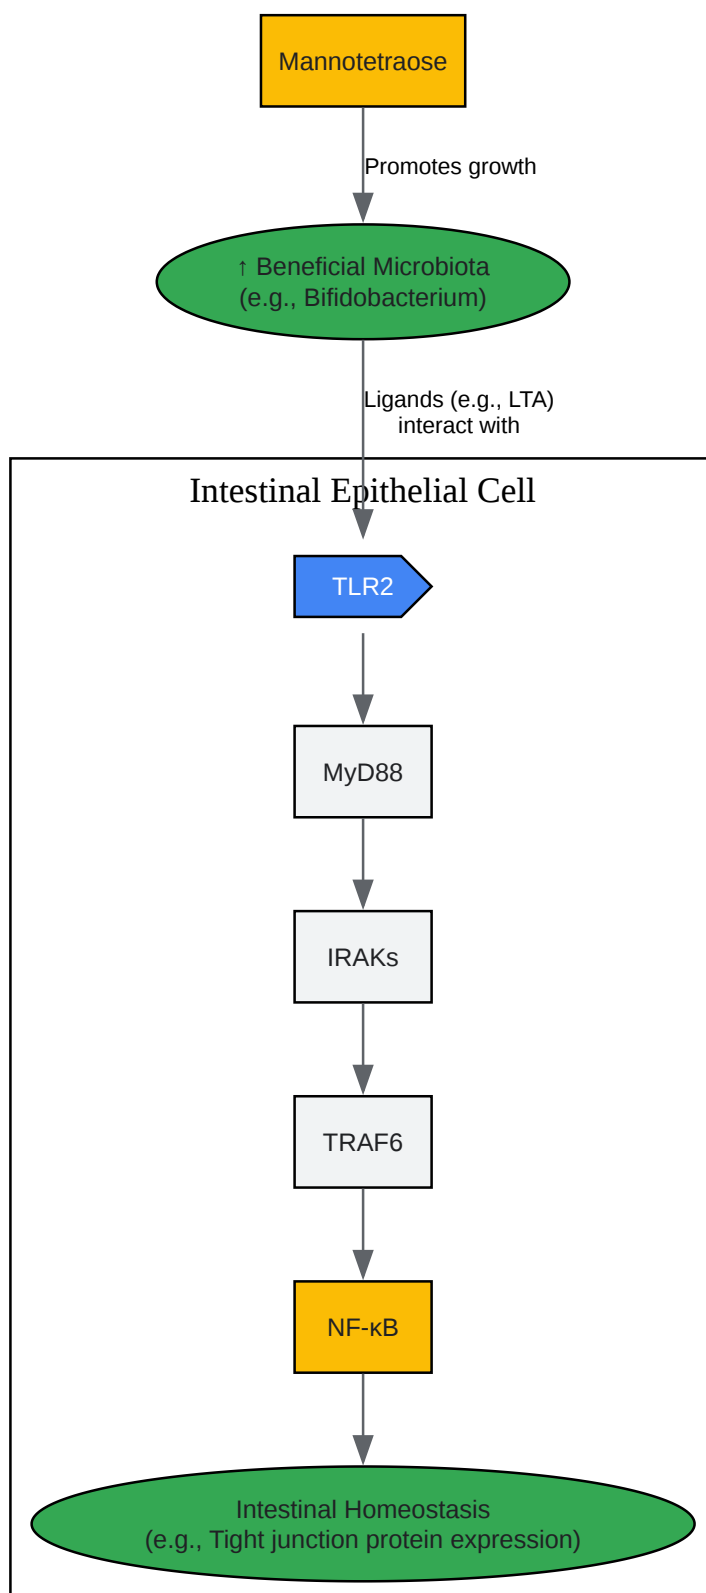 Mannotetraose
Promotes growth
↑ Beneficial Microbiota
(e.g., Bifidobacterium)
Ligands (e.g., LTA)
interact with
Intestinal Epithelial Cell
TLR2
MyD88
IRAKs
TRAF6
NF-κB
Intestinal Homeostasis
(e.g., Tight junction protein expression)